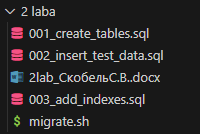 2 laba
001_create_tables.sql
002_insert_test_data.sql
2lab_СкобельС.В..docx
003_add_indexes.sql
migrate.sh